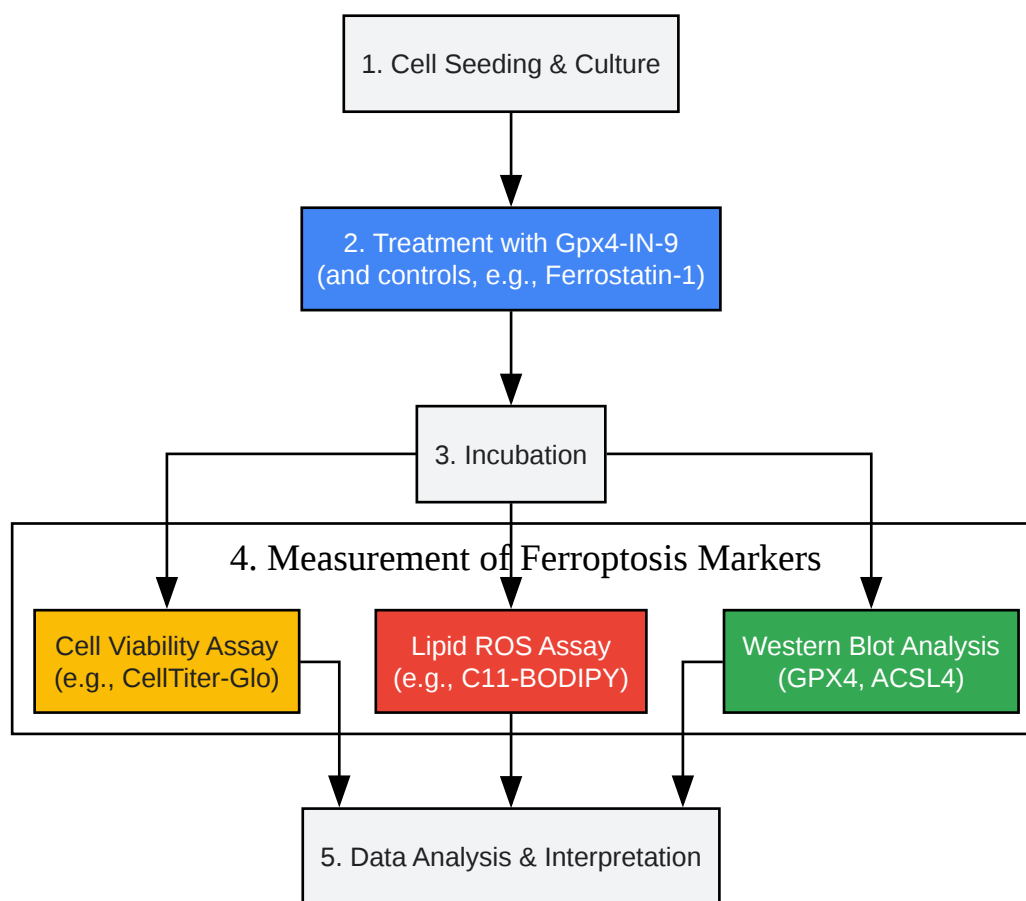 1. Cell Seeding & Culture
2. Treatment with Gpx4-IN-9
(and controls, e.g., Ferrostatin-1)
3. Incubation
4. Measurement of Ferroptosis Markers
Cell Viability Assay
(e.g., CellTiter-Glo)
Lipid ROS Assay
(e.g., C11-BODIPY)
Western Blot Analysis
(GPX4, ACSL4)
5. Data Analysis & Interpretation